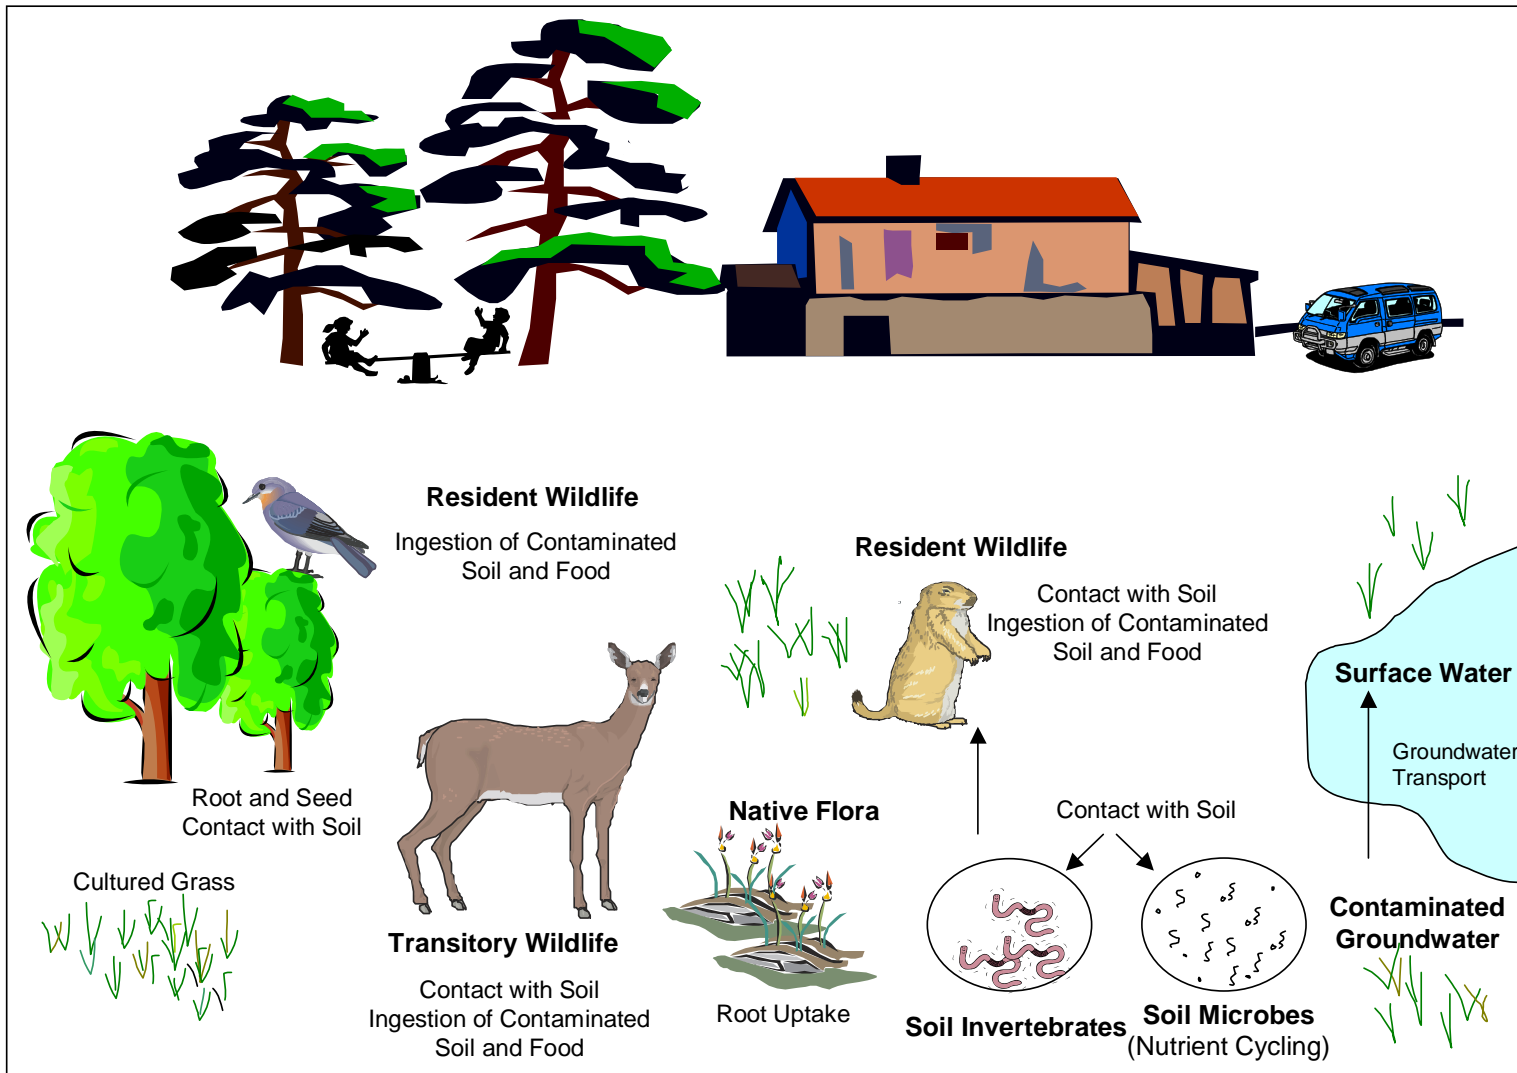 Resident Wildlife
Ingestion of Contaminated
Soil and Food
Resident Wildlife
Contact with Soil
Ingestion of Contaminated
Soil and Food
Surface Water
Groundwater
Transport
Root and Seed
Contact with Soil
Native Flora
Contact with Soil
Cultured Grass
Transitory Wildlife
Contact with Soil
Ingestion of Contaminated
Soil and Food
Root Uptake
Soil Invertebrates
Soil Microbes
(Nutrient Cycling)
Contaminated
Groundwater